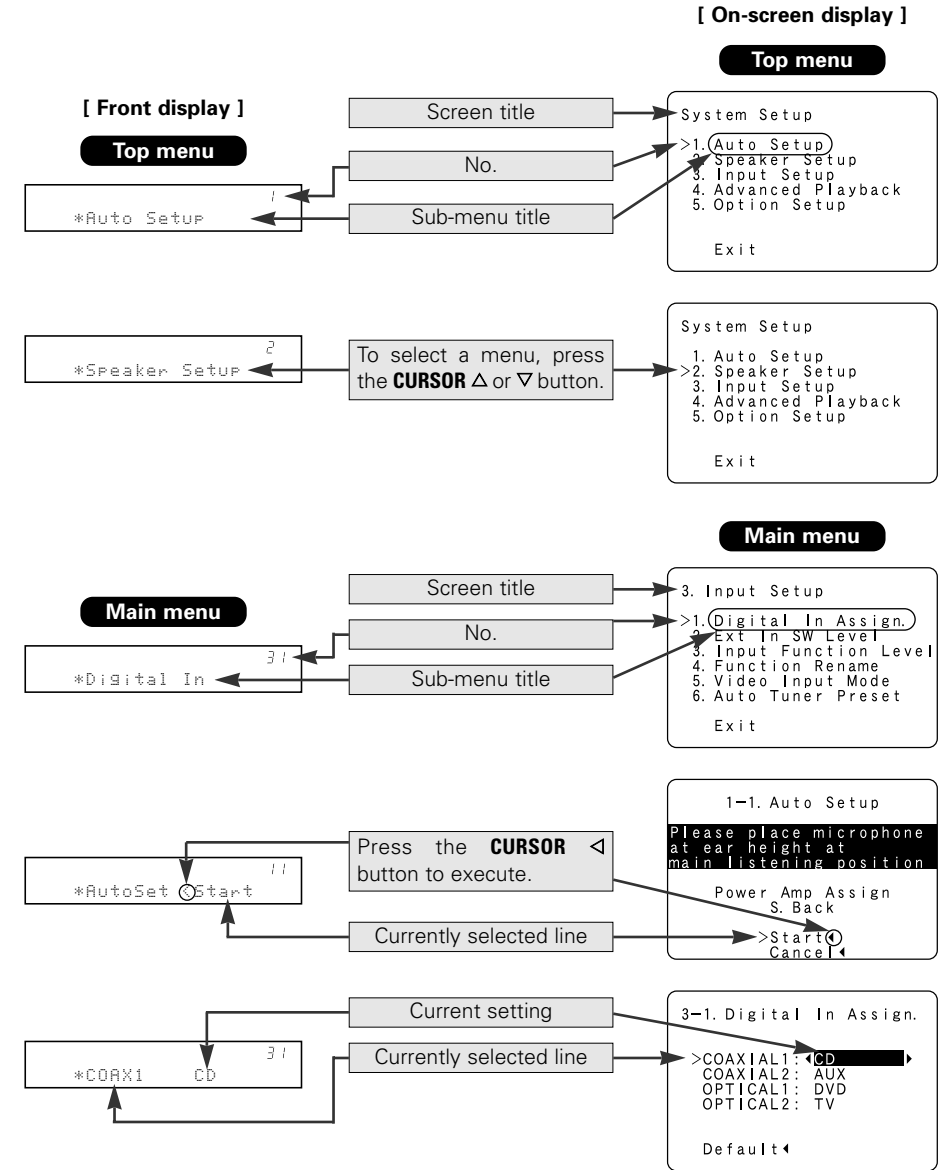 [ On-screen display ]
Top menu
[ Front display ]
Top menu
1
*Auto Setup
Screen title
No.
Sub-menu title
System Setup
>1. Auto Setup
2. Speaker Setup
3. Input Setup
4. Advanced Playback
5. Option Setup
Exit
2
*Speaker Setup
To select a menu, press
the CURSOR △ or ▽ button.
System Setup
1. Auto Setup
>2. Speaker Setup
3. Input Setup
4. Advanced Playback
5. Option Setup
Exit
Main menu
Main menu
31
*Digital In
Screen title
No.
Sub-menu title
3. Input Setup
>1. Digital In Assign.
2. Ext In SW Level
3. Input Function Level
4. Function Rename
5. Video Input Mode
6. Auto Tuner Preset
Exit
11
*AutoSet <Start
Press the CURSOR ◁
button to execute.
Currently selected line
1-1. Auto Setup
Please place microphone
at ear height at
main listening position
Power Amp Assign
S. Back
>Start◀
Cancel◀
31
*COAX1 CD
Current setting
Currently selected line
3-1. Digital In Assign.
>COAXIAL1: ◀CD ▶
COAXIAL2: AUX
OPTICAL1: DVD
OPTICAL2: TV
Default◀